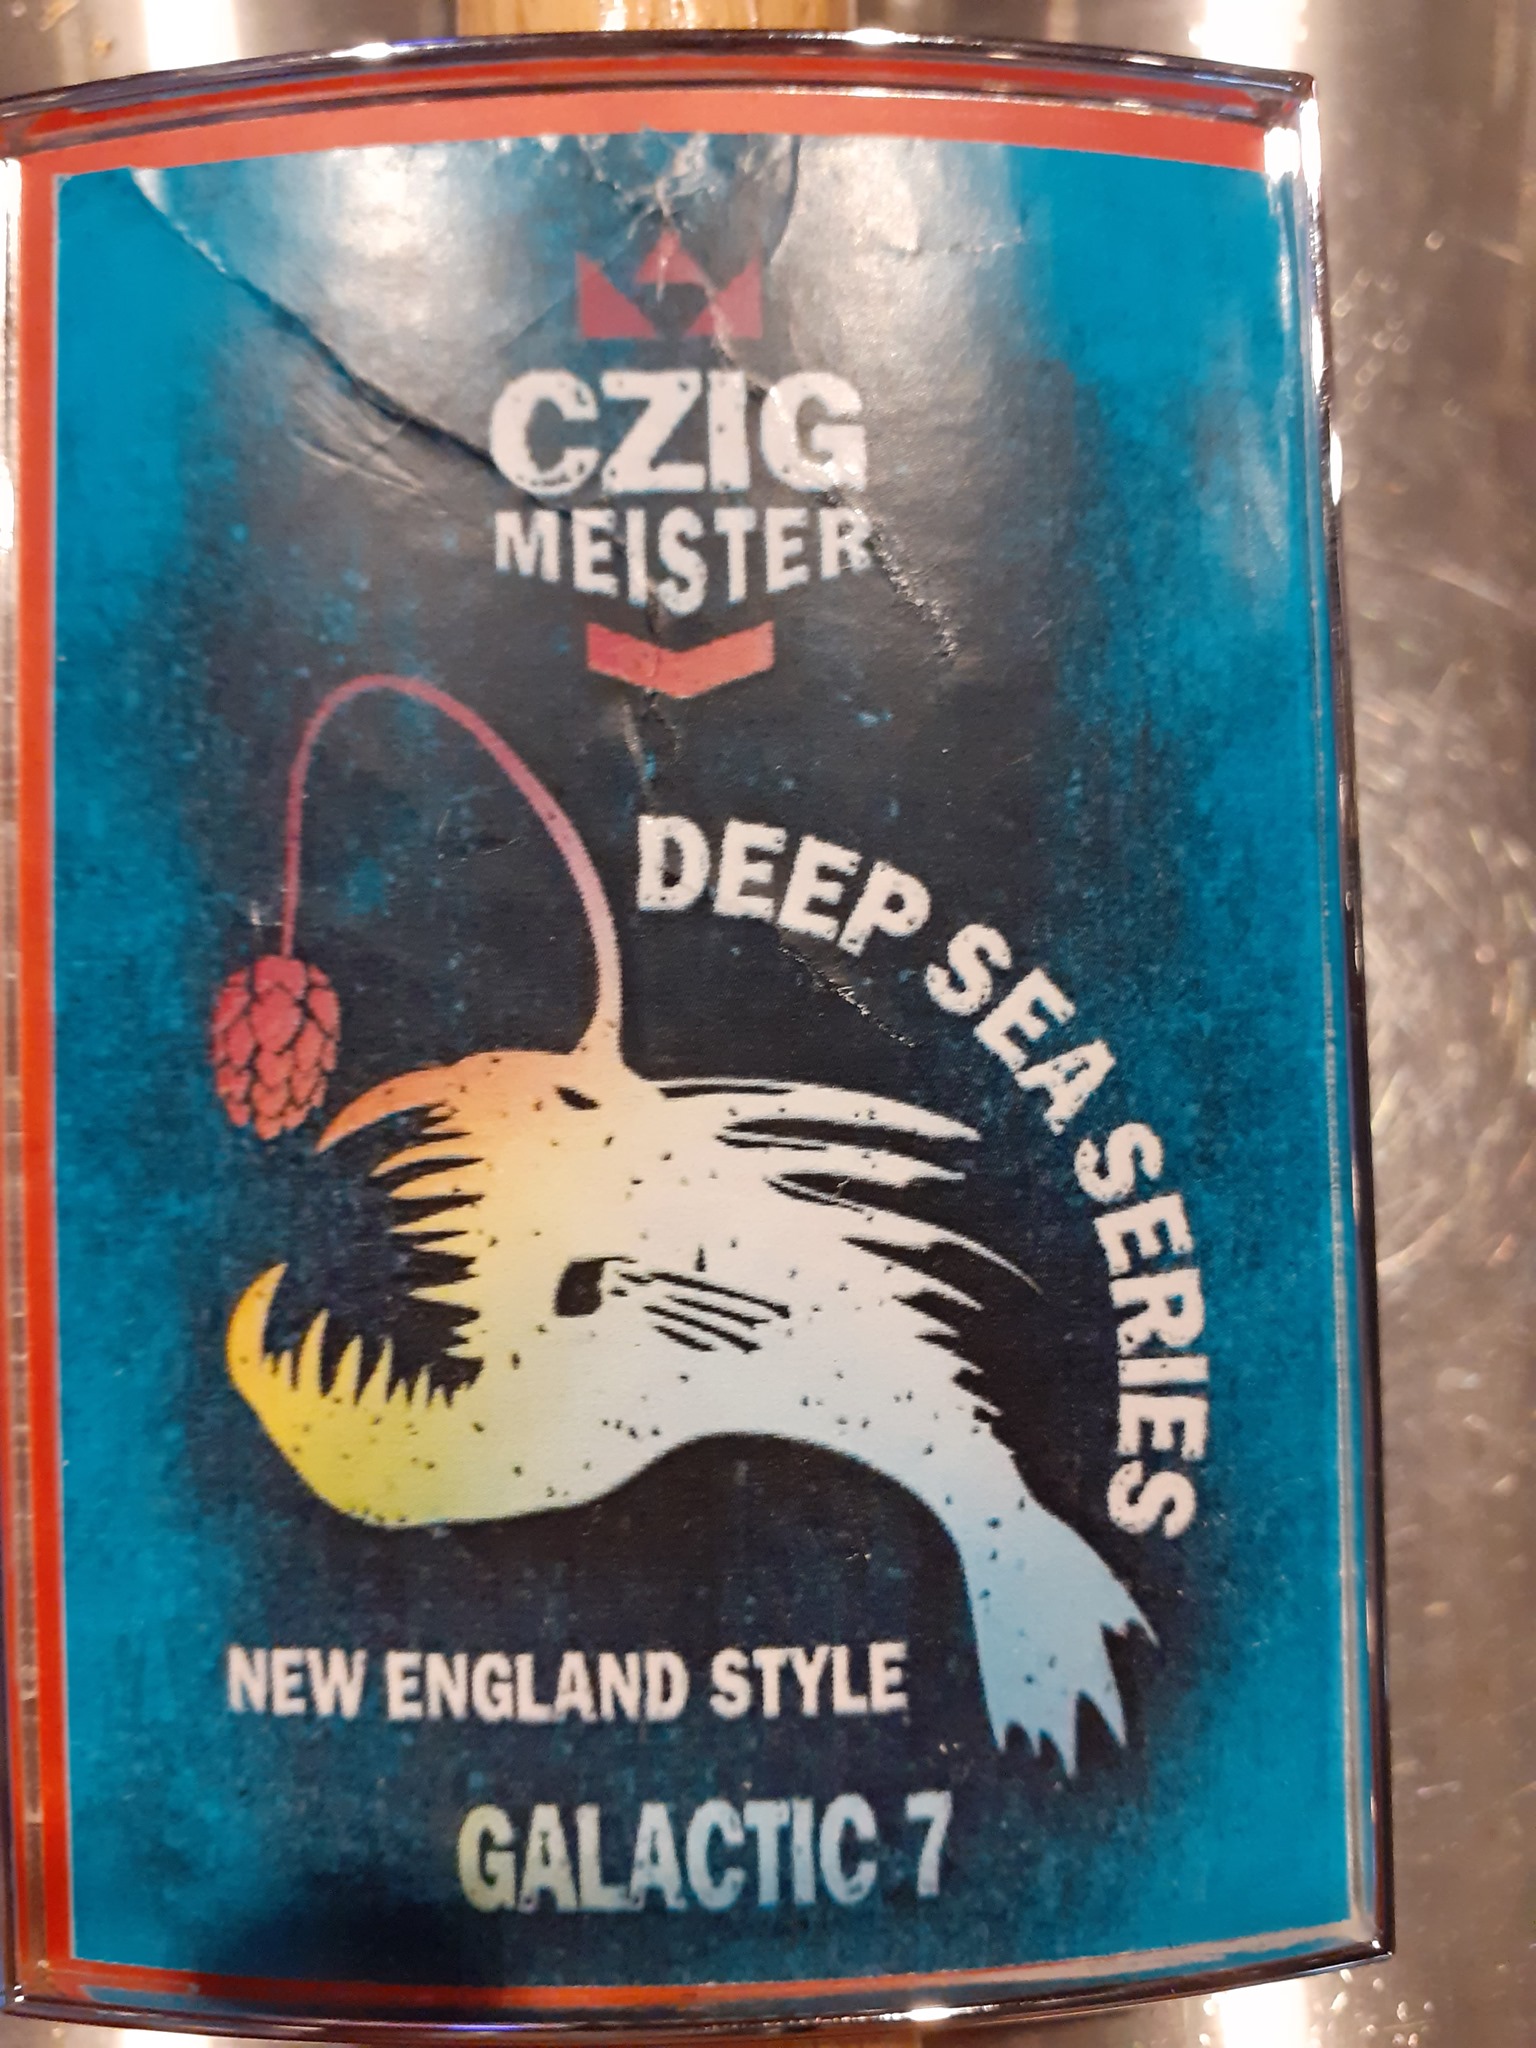 CZIG
MEISTER
DEEP SEA SERIES
NEW ENGLAND STYLE
GALACTIC 7